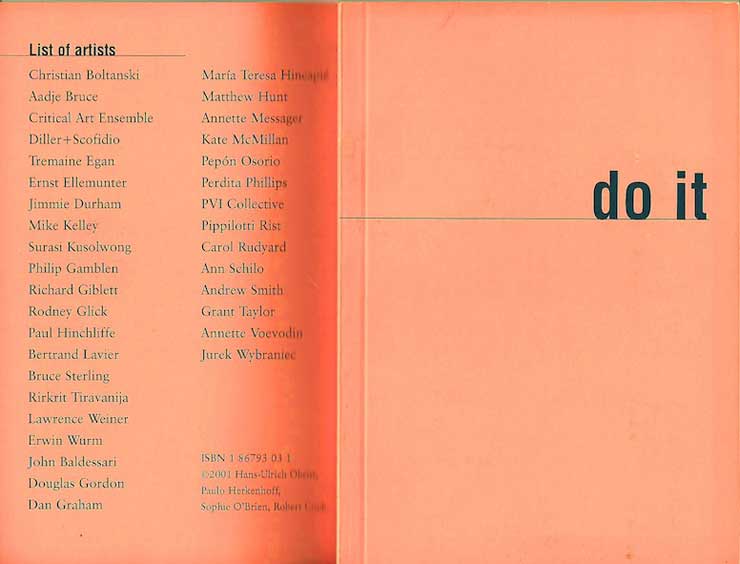 List of artists
Christian Boltanski
Aadje Bruce
Critical Art Ensemble
Diller+Scofidio
Tremaine Egan
Ernst Ellemunter
Jimmie Durham
Mike Kelley
Surasi Kusolwong
Philip Gamblen
Richard Giblett
Rodney Glick
Paul Hinchliffe
Bertrand Lavier
Bruce Sterling
Rirkrit Tiravanija
Lawrence Weiner
Erwin Wurm
John Baldessari
Douglas Gordon
Dan Graham
María Teresa Hincapié
Matthew Hunt
Annette Messager
Kate McMillan
Pepón Osorio
Perdita Phillips
PVI Collective
Pippilotti Rist
Carol Rudyard
Ann Schilo
Andrew Smith
Grant Taylor
Annette Voevodin
Jurek Wybraniec
ISBN 1 86793 03 1
©2001 Hans-Ulrich Obrist,
Paulo Herkenhoff,
Sophie O'Brien, Robert
do it